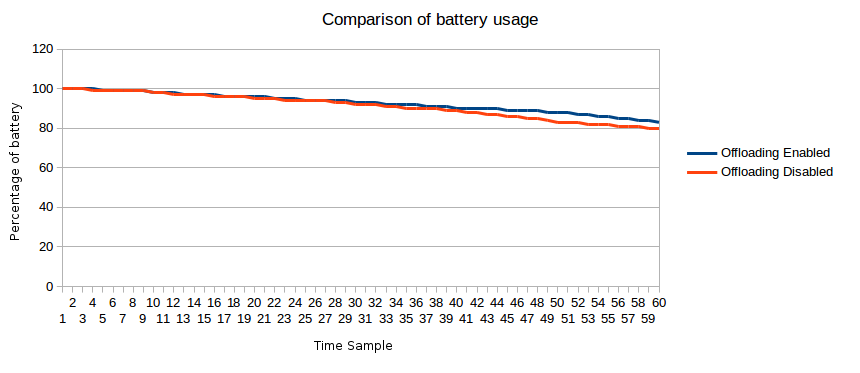 Comparison of battery usage
120
100
80
60
40
20
0
Percentage of battery
2 4 6 8 10 12 14 16 18 20 22 24 26 28 30 32 34 36 38 40 42 44 46 48 50 52 54 56 58 60
1 3 5 7 9 11 13 15 17 19 21 23 25 27 29 31 33 35 37 39 41 43 45 47 49 51 53 55 57 59
Time Sample
Offloading Enabled
Offloading Disabled